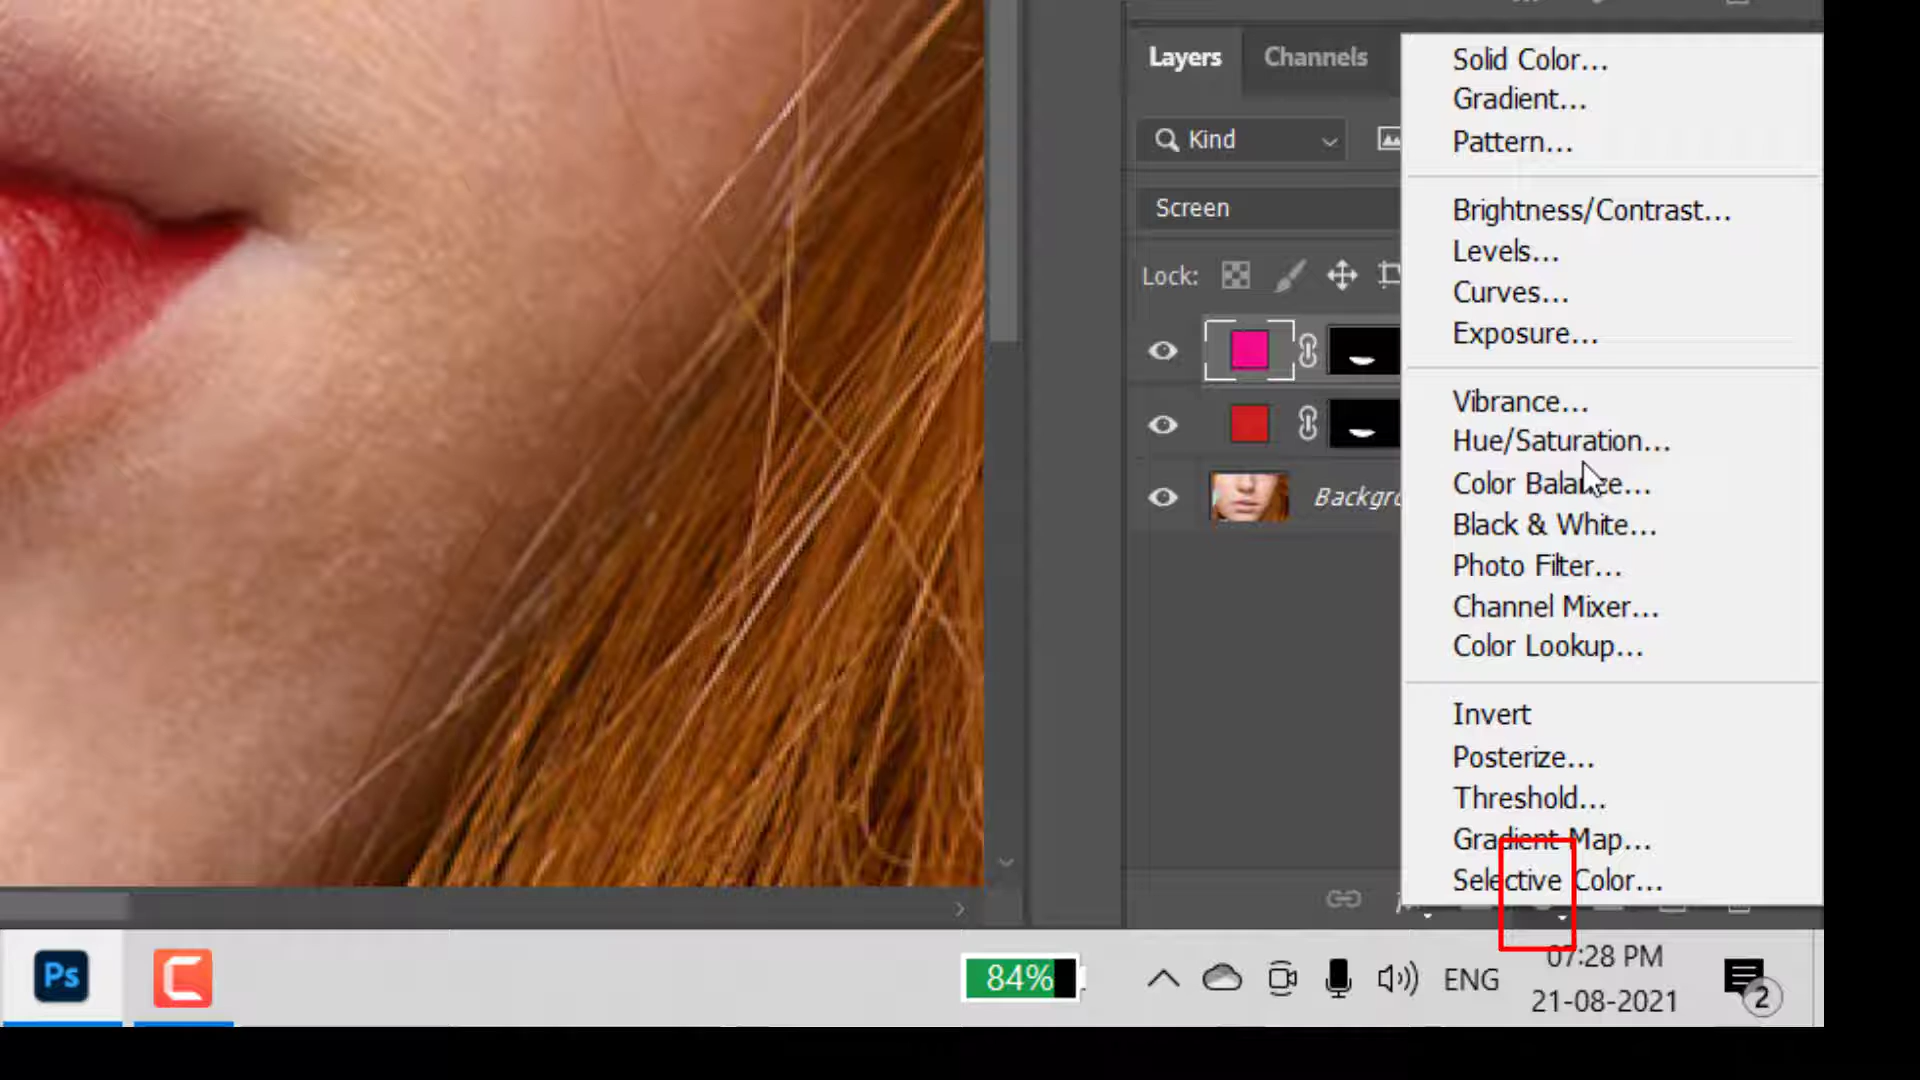 Layers Channels
Kind
Screen
Lock:
Backgro
Solid Color...
Gradient...
Pattern...
Brightness/Contrast...
Levels...
Curves...
Exposure...
Vibrance...
Hue/Saturation...
Color Balance...
Black & White...
Photo Filter...
Channel Mixer...
Color Lookup...
Invert
Posterize...
Threshold...
Gradient Map...
Selective Color...
Ps
84%
ENG
07:28 PM
21-08-2021
2